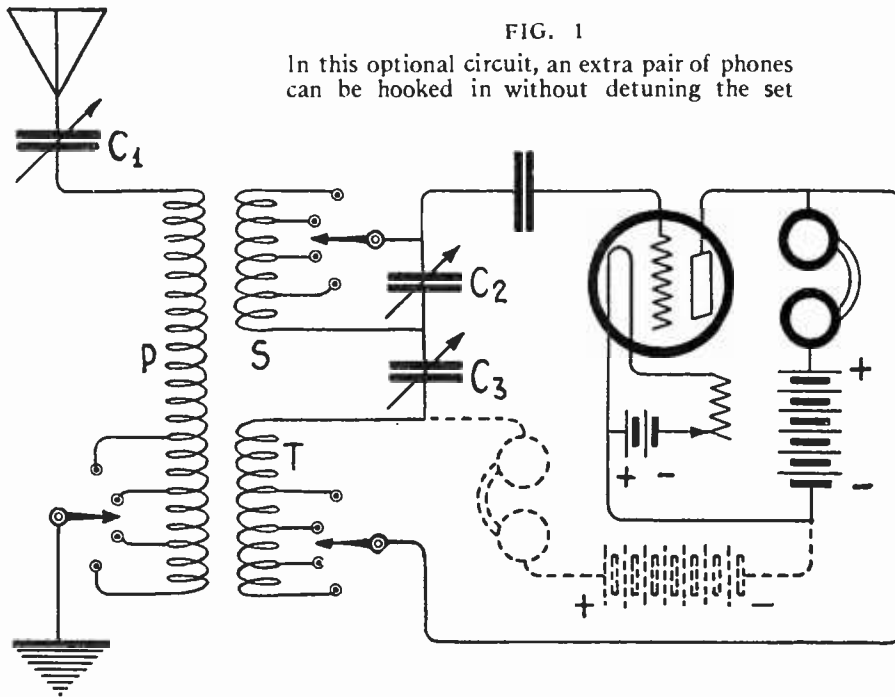 FIG. 1
In this optional circuit, an extra pair of phones
can be hooked in without detuning the set
C1
P
S
C2
C3
T
+ -
+
-
+
-